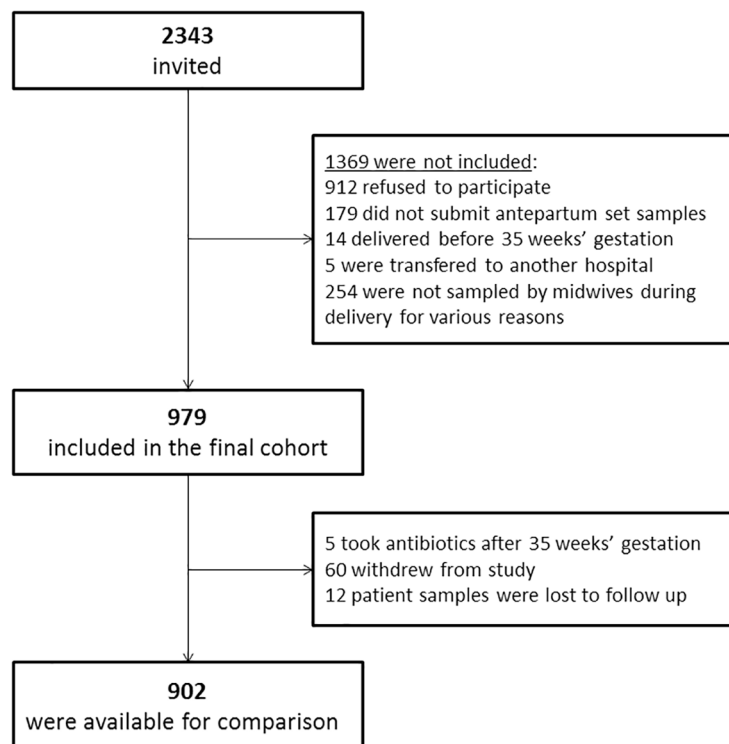 2343
invited
1369 were not included:
912 refused to participate
179 did not submit antepartum set samples
14 delivered before 35 weeks’ gestation
5 were transfered to another hospital
254 were not sampled by midwives during
delivery for various reasons
979
included in the final cohort
5 took antibiotics after 35 weeks’ gestation
60 withdrew from study
12 patient samples were lost to follow up
902
were available for comparison